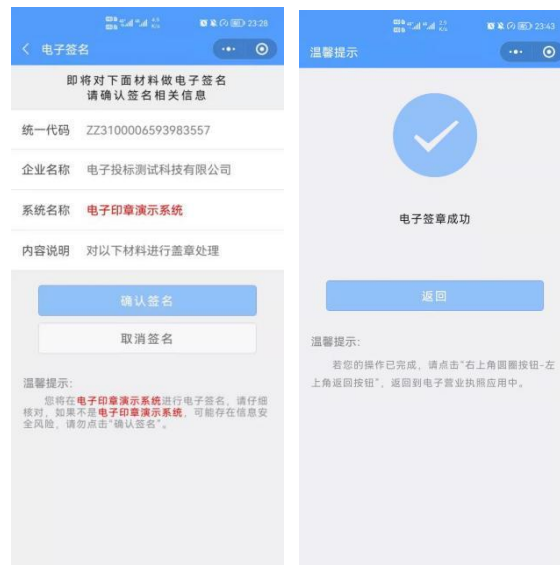 23:28
电子签名
即将对下面材料做电子签名
请确认签名相关信息
统一代码 ZZ3100006593983557
企业名称 电子投标测试科技有限公司
系统名称 电子印章演示系统
内容说明 对以下材料进行盖章处理
确认签名
取消签名
温馨提示:
您将在电子印章演示系统进行电子签名，请仔细
核对，如果不是电子印章演示系统，可能存在信息安
全风险，请勿点击“确认签名”。
23:43
温馨提示
电子签章成功
返回
温馨提示:
若您的操作已完成，请点击“右上角圆圈按钮-左
上角返回按钮”，返回到电子营业执照应用中。